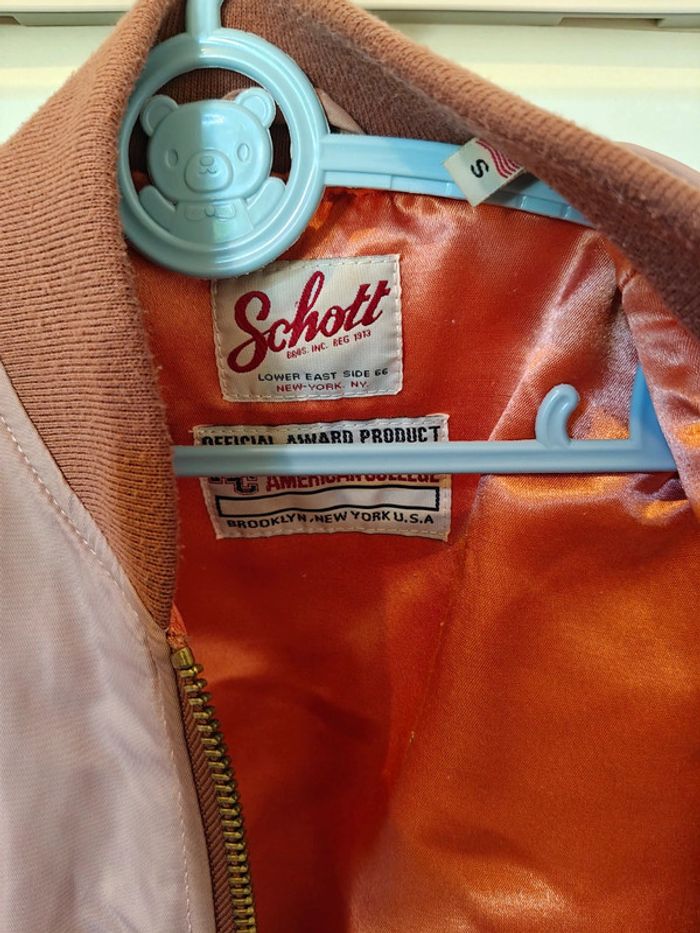 S
Schott
BROS. INC. REG 1913
LOWER EAST SIDE 66
NEW-YORK. NY.
OFFICIAL AWARD PRODUCT
AMERICAN COLLEGE
BROOKLYN, NEW YORK U.S.A